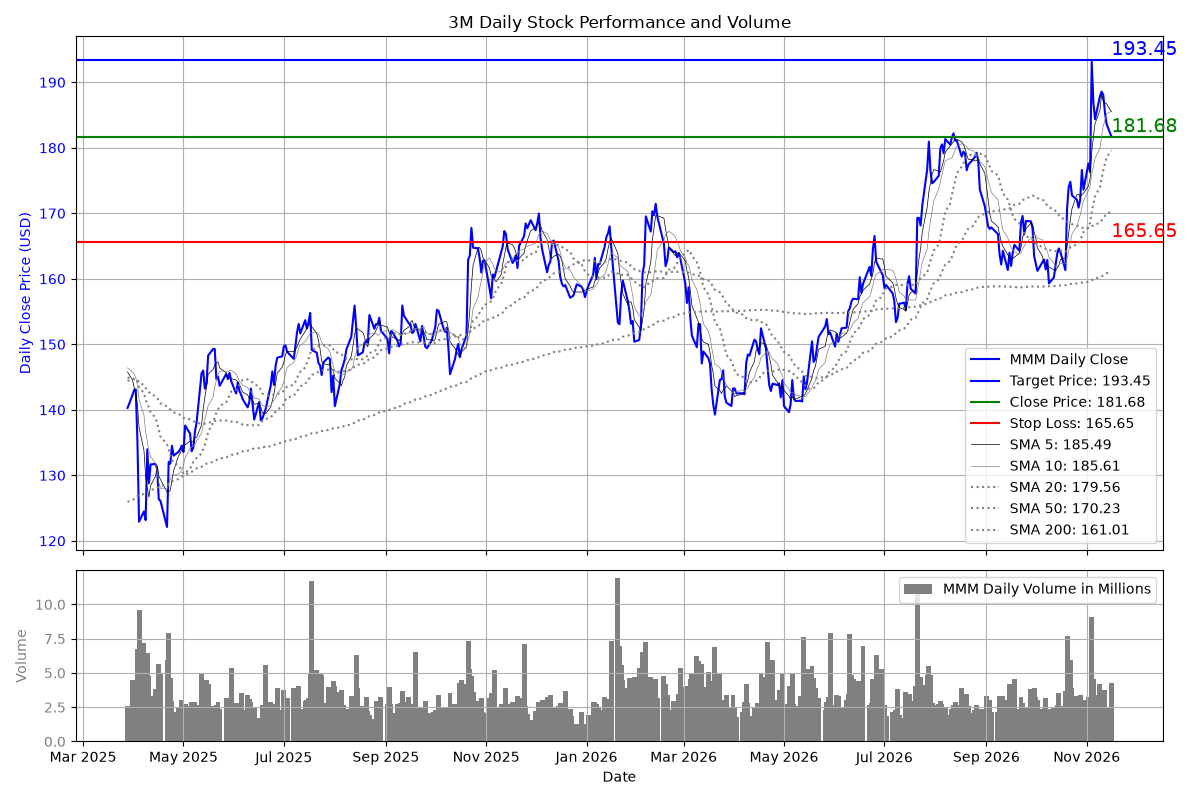 3M Daily Stock Performance and Volume
193.45
181.68
165.65
Daily Close Price (USD)
190
180
170
160
150
140
130
120
MMM Daily Close
Target Price: 193.45
Close Price: 181.68
Stop Loss: 165.65
SMA 5: 185.49
SMA 10: 185.61
SMA 20: 179.56
SMA 50: 170.23
SMA 200: 161.01
MMM Daily Volume in Millions
Volume
10.0
7.5
5.0
2.5
0.0
Mar 2025 May 2025 Jul 2025 Sep 2025 Nov 2025 Jan 2026 Mar 2026 May 2026 Jul 2026 Sep 2026 Nov 2026
Date